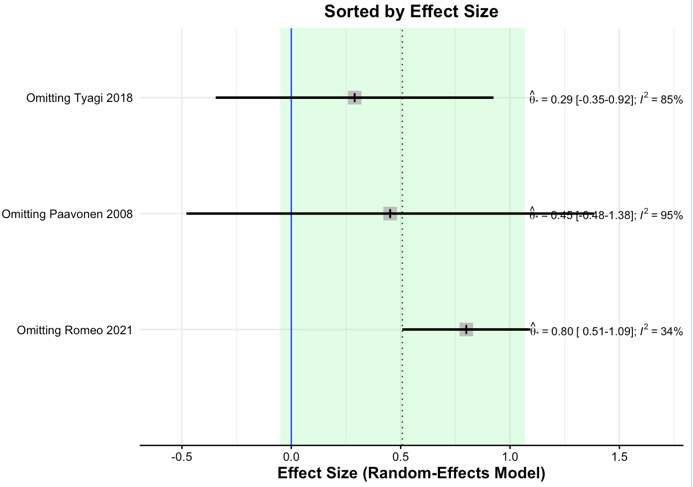 Sorted by Effect Size
Omitting Tyagi 2018 θ̂* = 0.29 [-0.35-0.92]; I² = 85%
Omitting Paavonen 2008 θ̂* = 0.45 [-0.48-1.38]; I² = 95%
Omitting Romeo 2021 θ̂* = 0.80 [ 0.51-1.09]; I² = 34%
-0.5 0.0 0.5 1.0 1.5
Effect Size (Random-Effects Model)